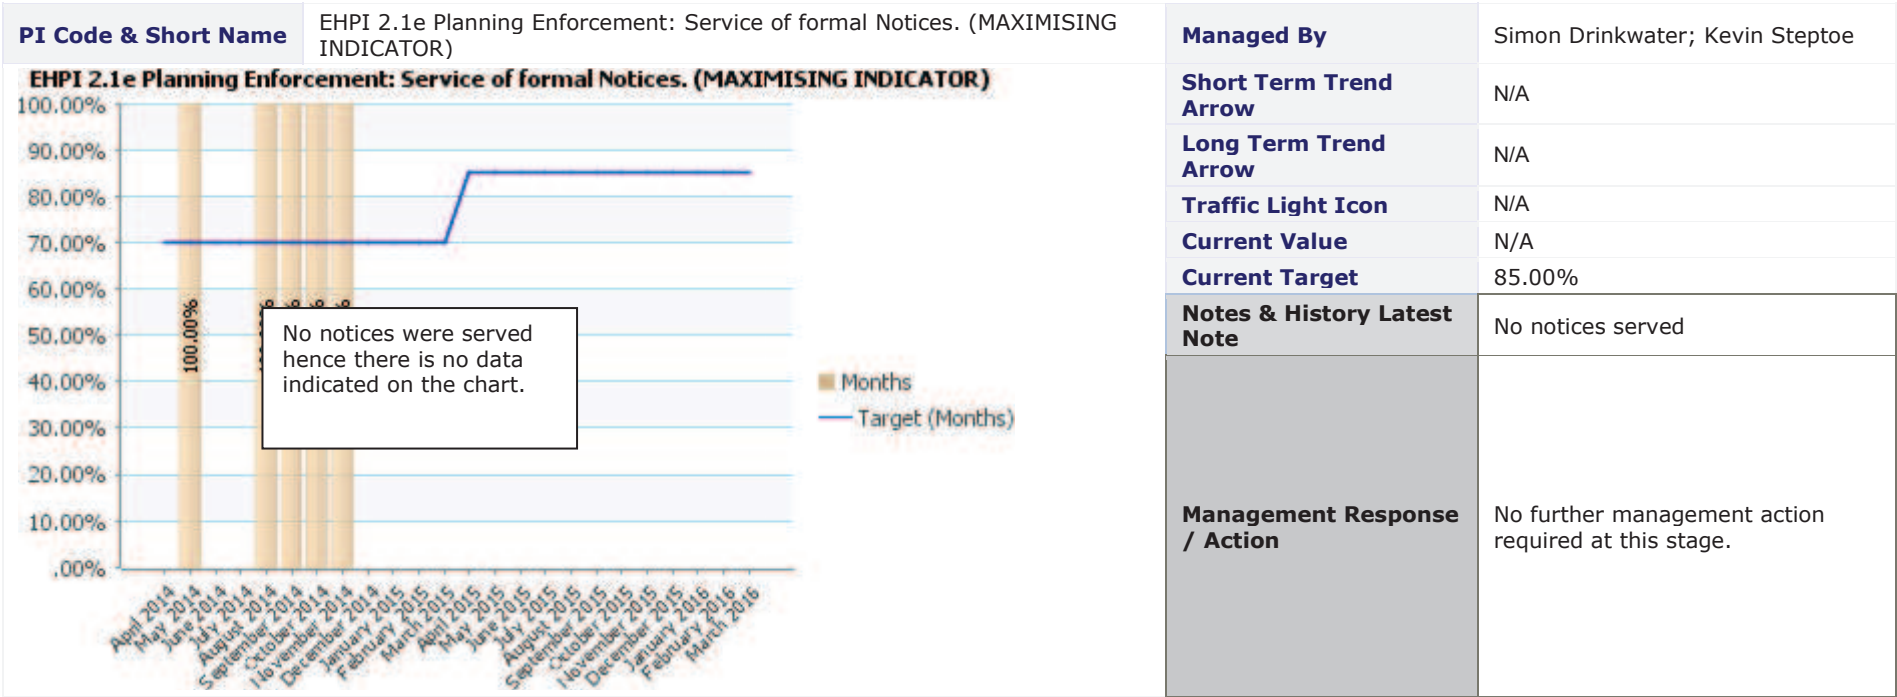 PI Code & Short Name
EHPI 2.1e Planning Enforcement: Service of formal Notices. (MAXIMISING
INDICATOR)
Managed By
Simon Drinkwater; Kevin Steptoe
EHPI 2.1e Planning Enforcement: Service of formal Notices. (MAXIMISING INDICATOR)
100.00%
90.00%
80.00%
70.00%
60.00%
50.00%
40.00%
30.00%
20.00%
10.00%
.00%
100.00%
No notices were served
hence there is no data
indicated on the chart.
April 2014
May 2014
June 2014
July 2014
August 2014
September 2014
October 2014
November 2014
December 2014
January 2015
February 2015
March 2015
April 2015
May 2015
June 2015
July 2015
August 2015
September 2015
October 2015
November 2015
December 2015
January 2016
February 2016
March 2016
Months
Target (Months)
Short Term Trend
Arrow
N/A
Long Term Trend
Arrow
N/A
Traffic Light Icon
N/A
Current Value
N/A
Current Target
85.00%
Notes & History Latest
Note
No notices served
Management Response
/ Action
No further management action
required at this stage.